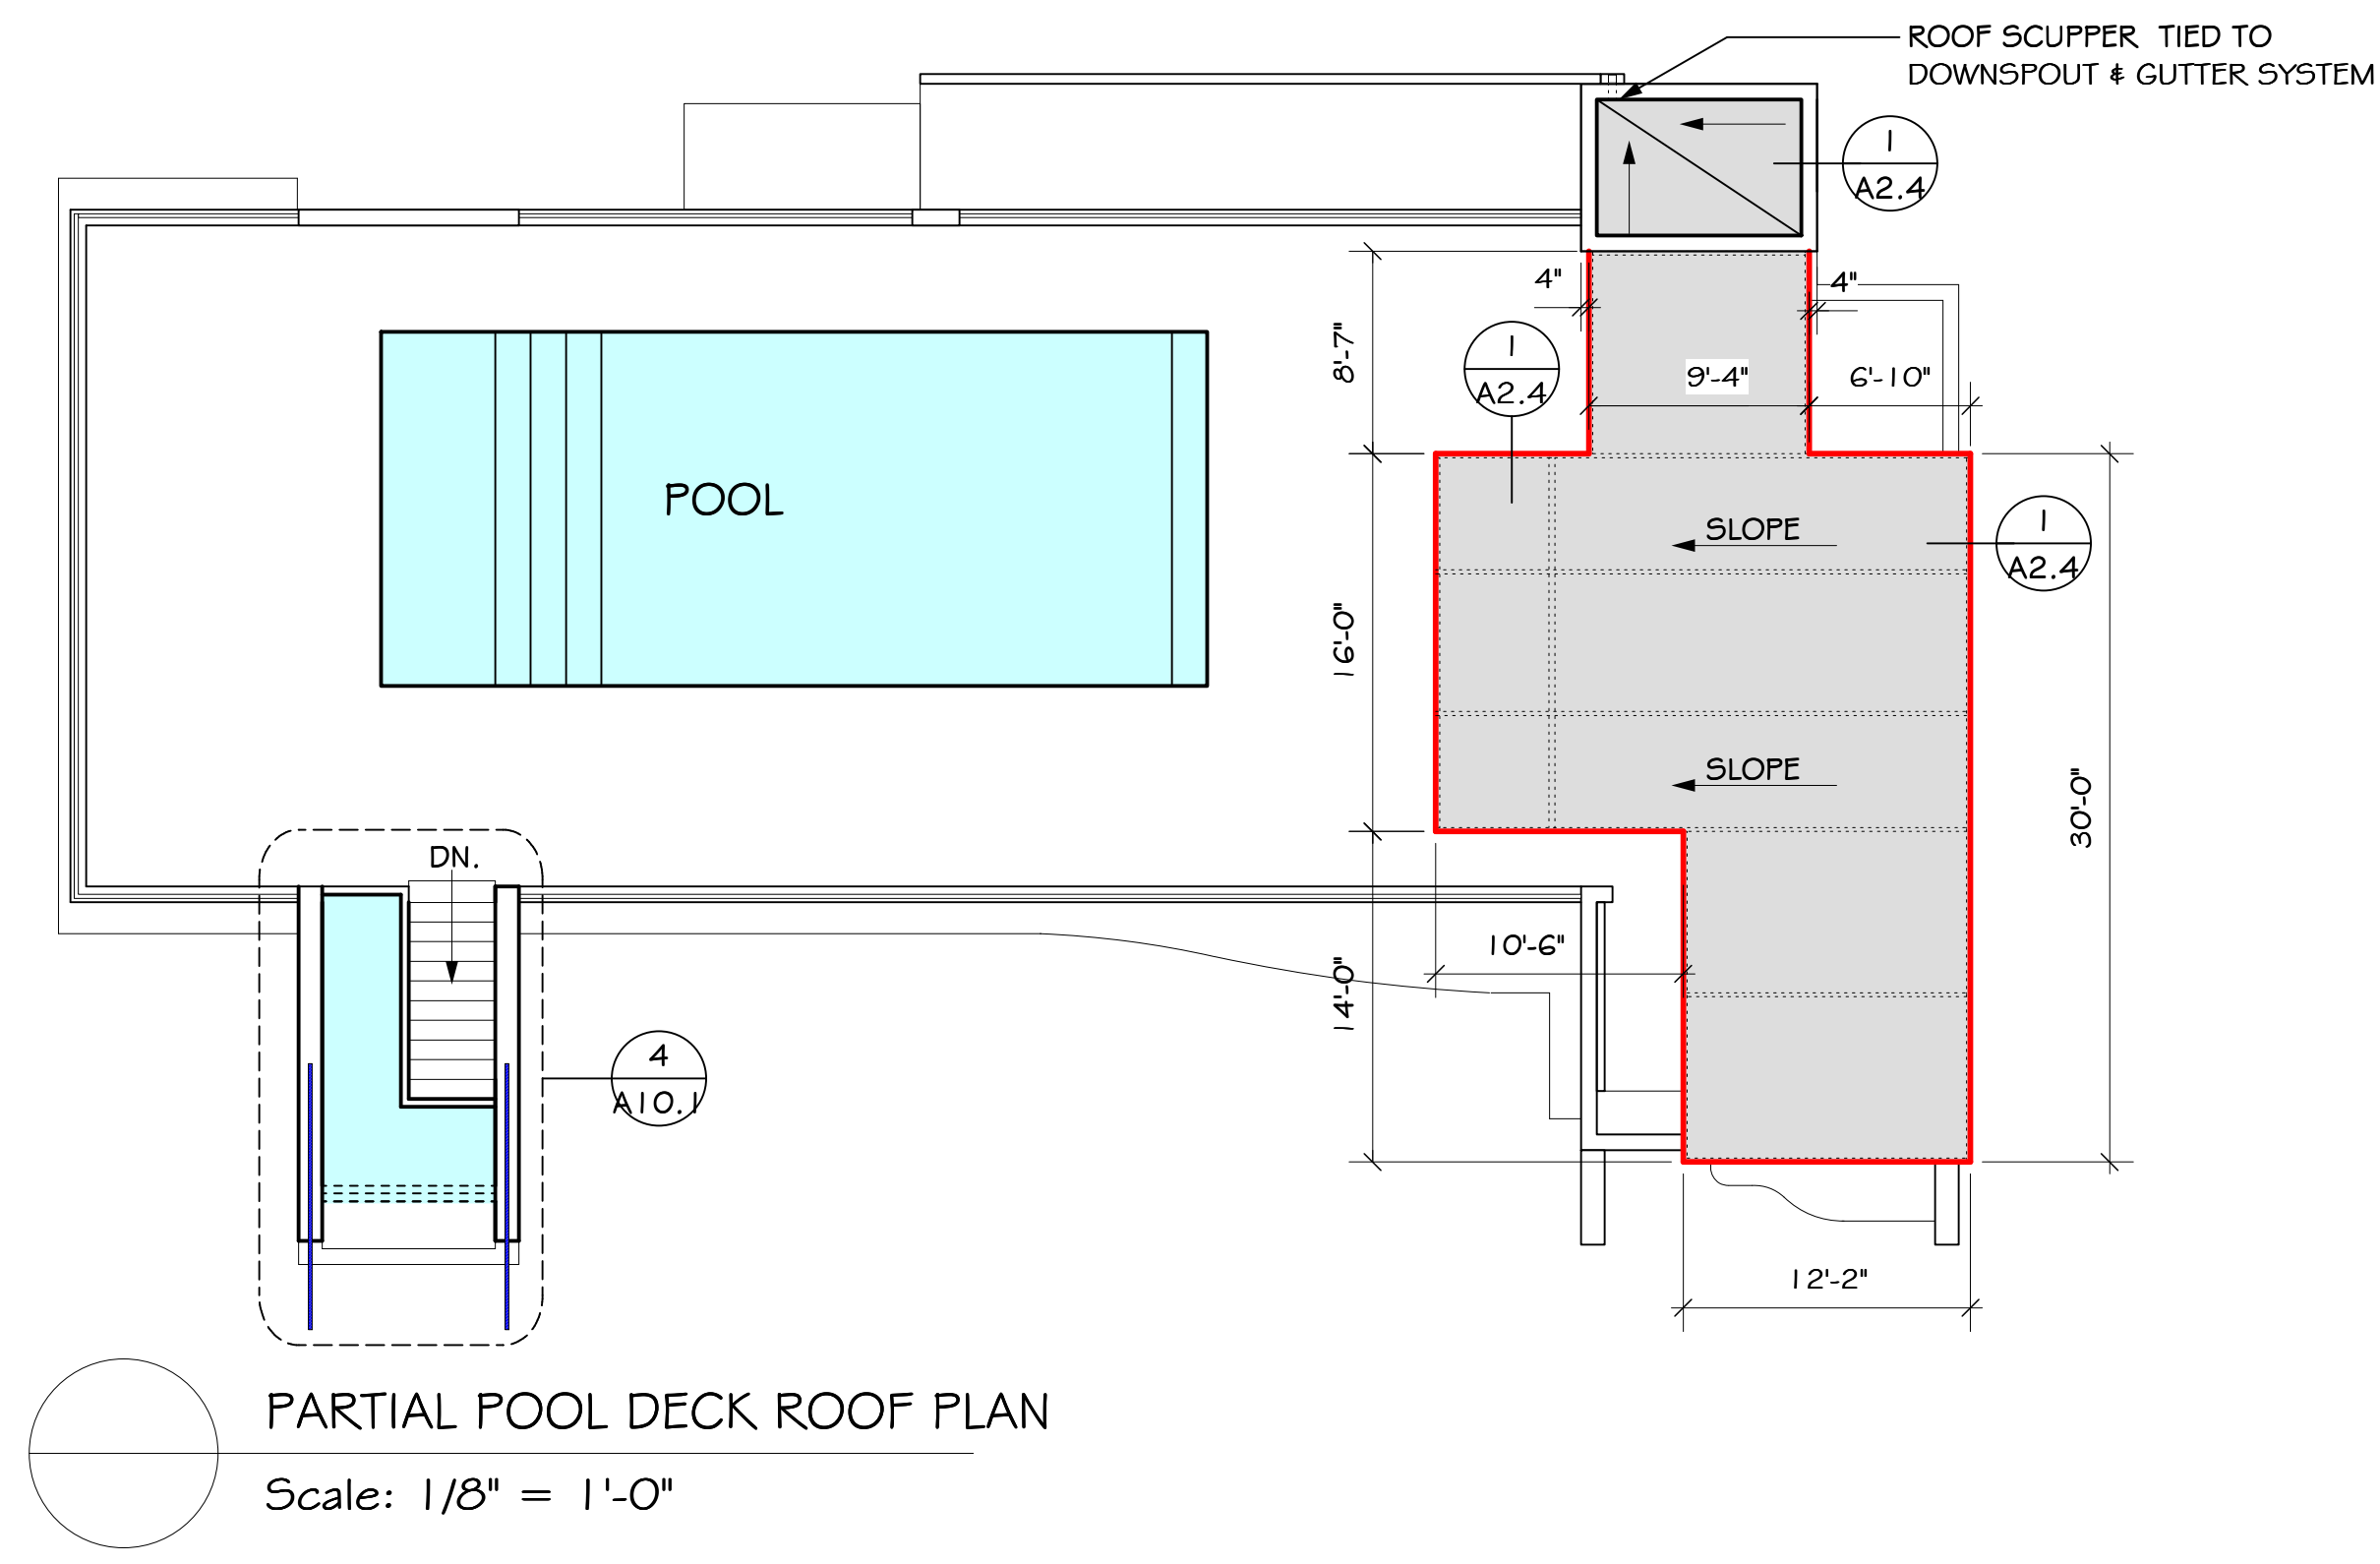 ROOF SCUPPER TIED TO
DOWNSPOUT & GUTTER SYSTEM
1
A2.4
4"
4"
8'-7"
1
A2.4
9'-4"
6'-10"
POOL
SLOPE
1
A2.4
16'-0"
SLOPE
30'-0"
DN.
10'-6"
14'-0"
4
A10.1
12'-2"
PARTIAL POOL DECK ROOF PLAN
Scale: 1/8" = 1'-0"